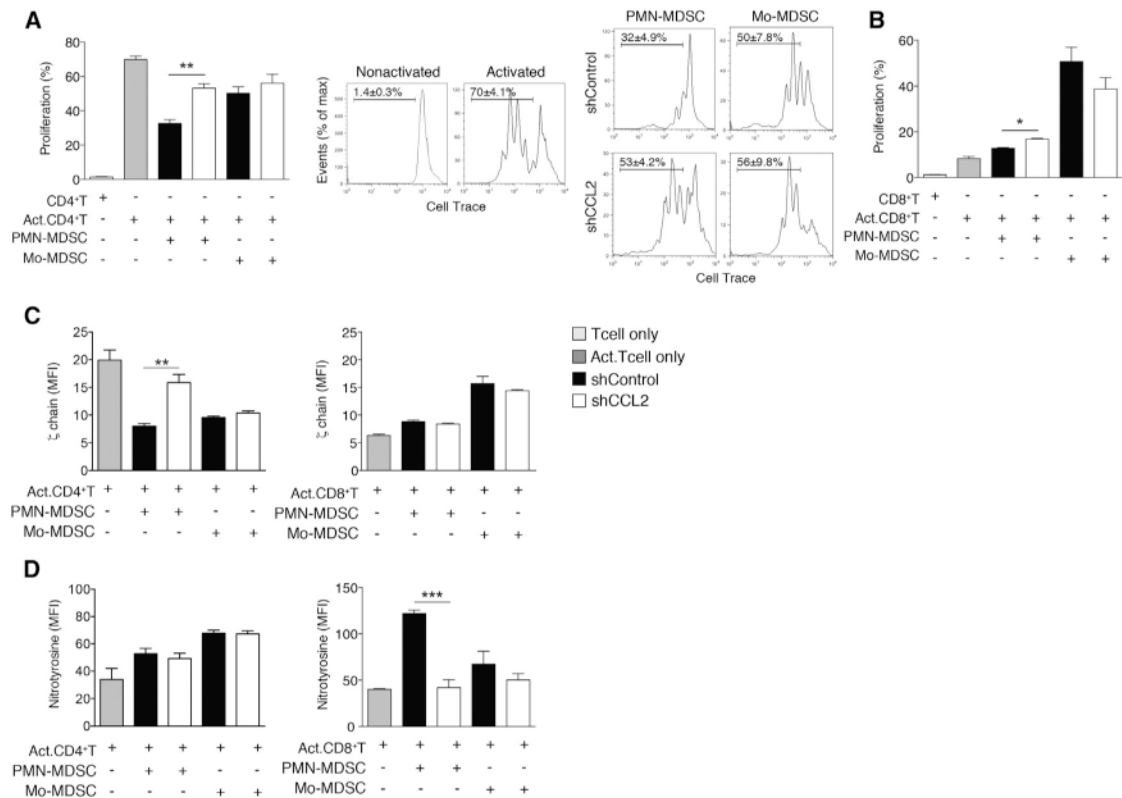 A
Proliferation (%)
80
60
40
20
0
**
CD4+T + - - - - -
Act.CD4+T - + + + + +
PMN-MDSC - - + + - -
Mo-MDSC - - - - + +
Nonactivated
Activated
1.4±0.3%
70±4.1%
Events (% of max)
Cell Trace
PMN-MDSC
Mo-MDSC
shControl
32±4.9%
50±7.8%
shCCL2
53±4.2%
56±9.8%
Cell Trace
B
Proliferation (%)
60
40
20
0
*
CD8+T + - - - - -
Act.CD8+T - + + + + +
PMN-MDSC - - + + - -
Mo-MDSC - - - - + +
C
ζ chain (MFI)
25
20
15
10
5
0
**
Act.CD4+T + + + + +
PMN-MDSC - + + - -
Mo-MDSC - - - + +
ζ chain (MFI)
25
20
15
10
5
0
Act.CD8+T + + + + +
PMN-MDSC - + + - -
Mo-MDSC - - - + +
Tcell only
Act.Tcell only
shControl
shCCL2
D
Nitrotyrosine (MFI)
100
80
60
40
20
0
Act.CD4+T + + + + +
PMN-MDSC - + + - -
Mo-MDSC - - - + +
Nitrotyrosine (MFI)
150
100
50
0
***
Act.CD8+T + + + + +
PMN-MDSC - + + - -
Mo-MDSC - - - + +